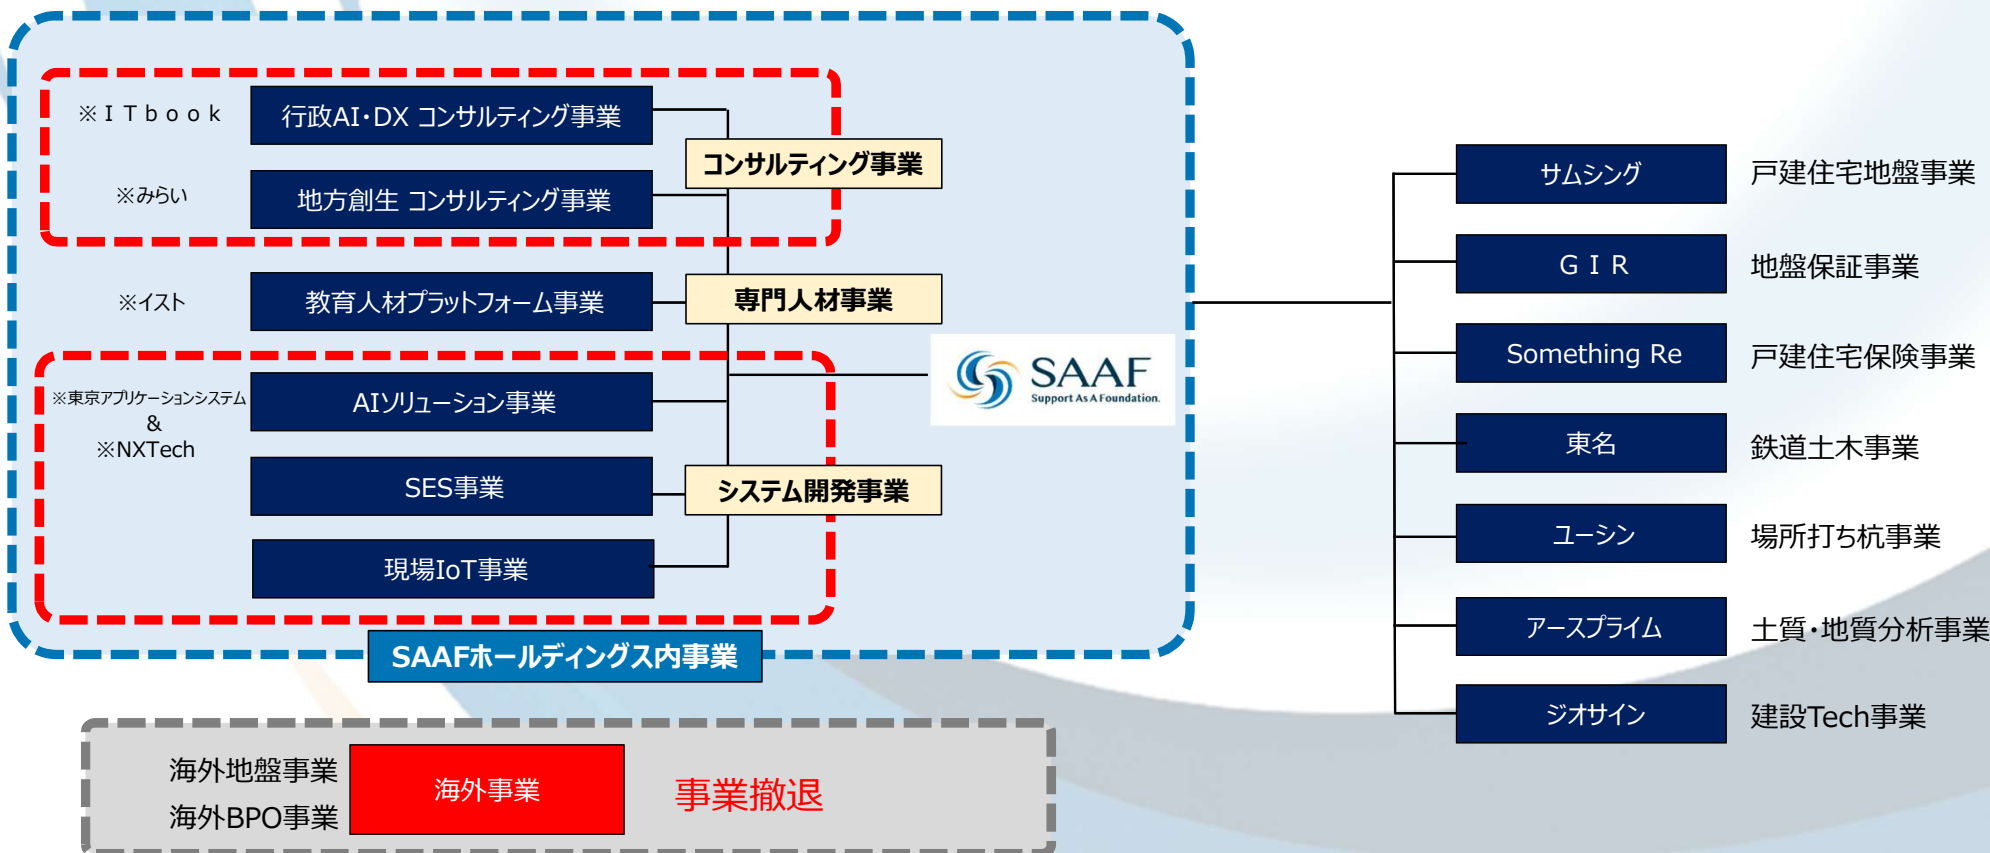 ※ITbook
行政AI・DX コンサルティング事業
コンサルティング事業
※みらい
地方創生 コンサルティング事業
※イスト
教育人材プラットフォーム事業
専門人材事業
※東京アプリケーションシステム
&
※NXTech
AIソリューション事業
SES事業
システム開発事業
現場IoT事業
SAAF
Support As A Foundation.
SAAFホールディングス内事業
サムシング
戸建住宅地盤事業
GIR
地盤保証事業
Something Re
戸建住宅保険事業
東名
鉄道土木事業
ユーシン
場所打ち杭事業
アースプライム
土質・地質分析事業
ジオサイン
建設Tech事業
海外地盤事業
海外BPO事業
海外事業
事業撤退